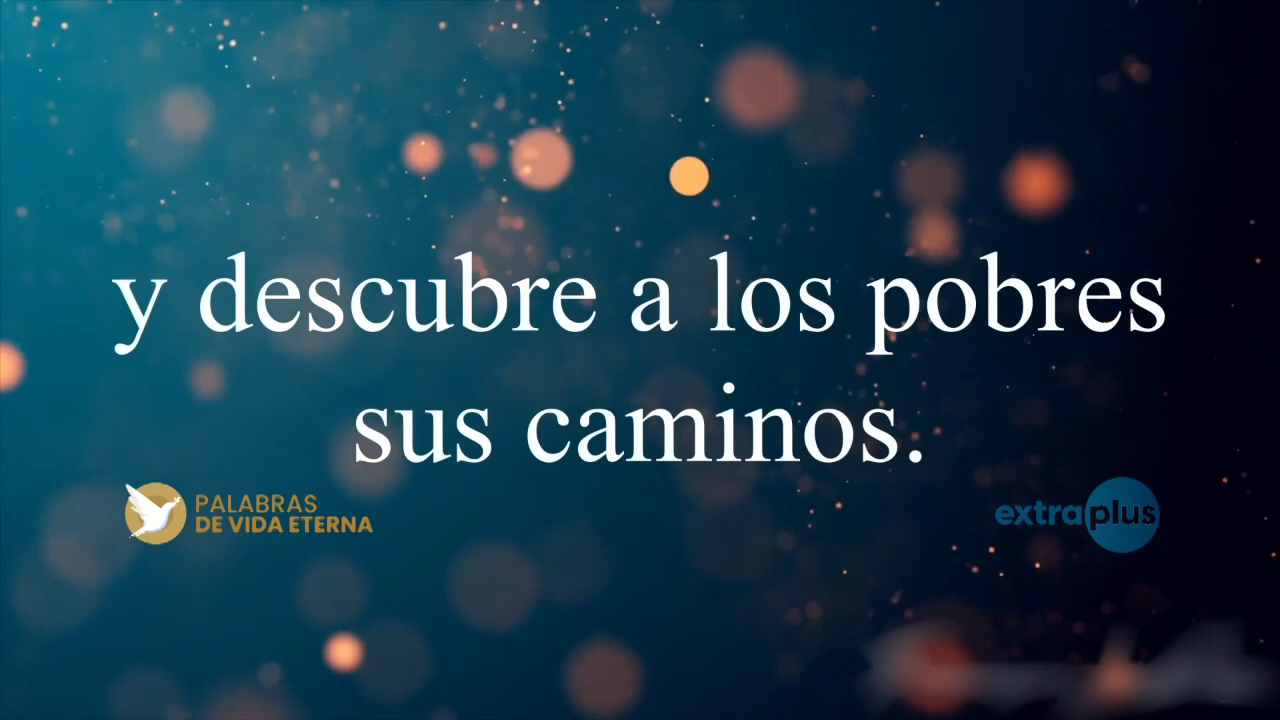 y descubre a los pobres
sus caminos.
PALABRAS
DE VIDA ETERNA
extraplus